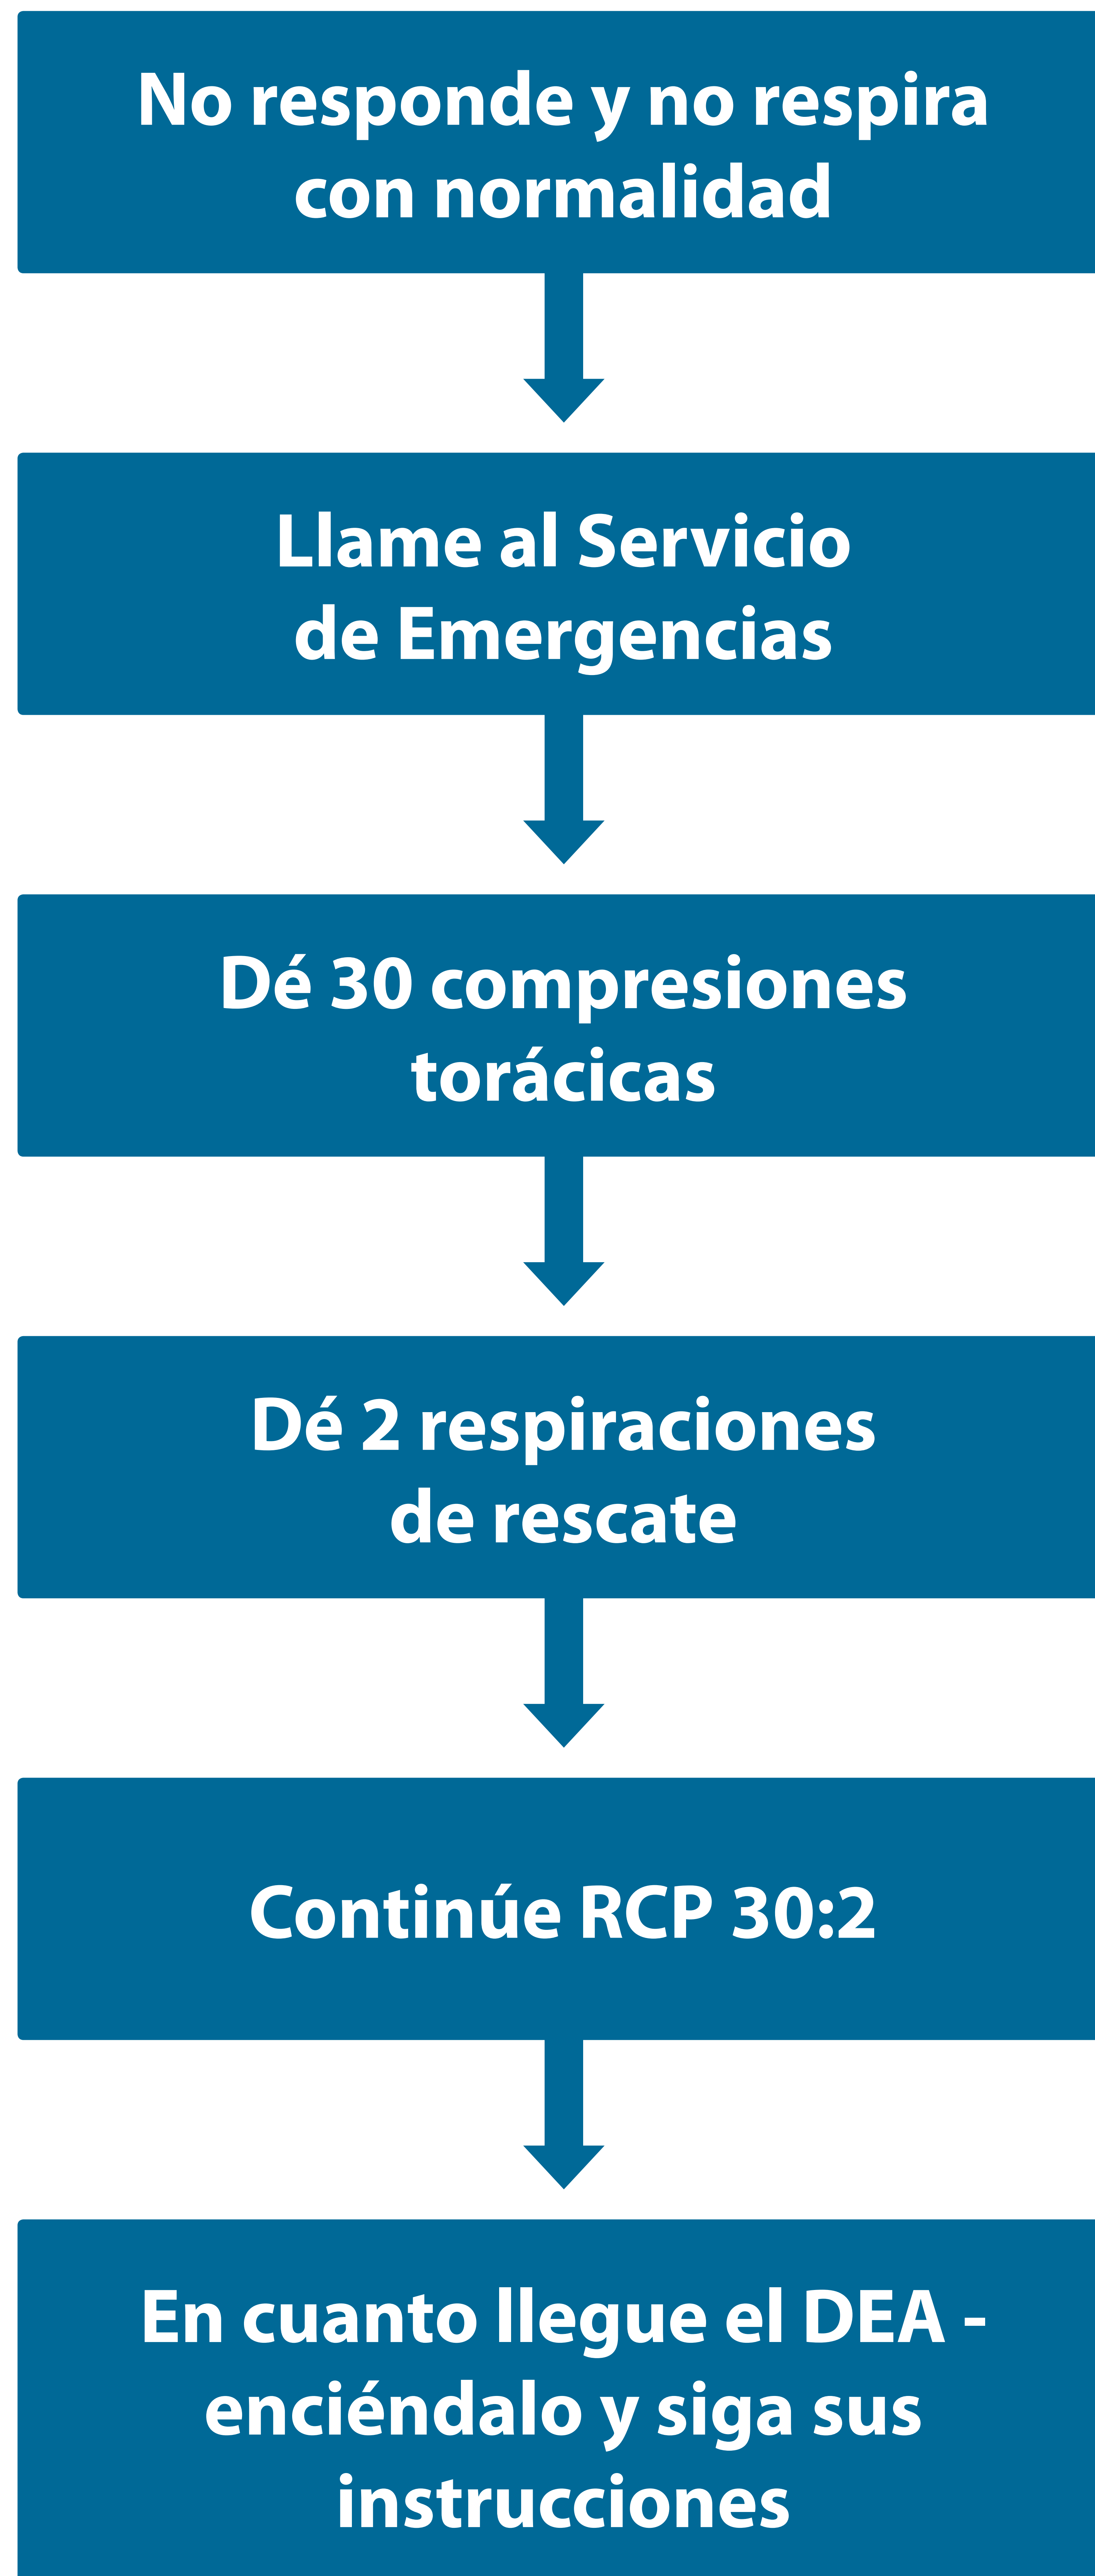 No responde y no respira
con normalidad
Llame al Servicio
de Emergencias
Dé 30 compresiones
torácicas
Dé 2 respiraciones
de rescate
Continúe RCP 30:2
En cuanto llegue el DEA -
enciéndalo y siga sus
instrucciones